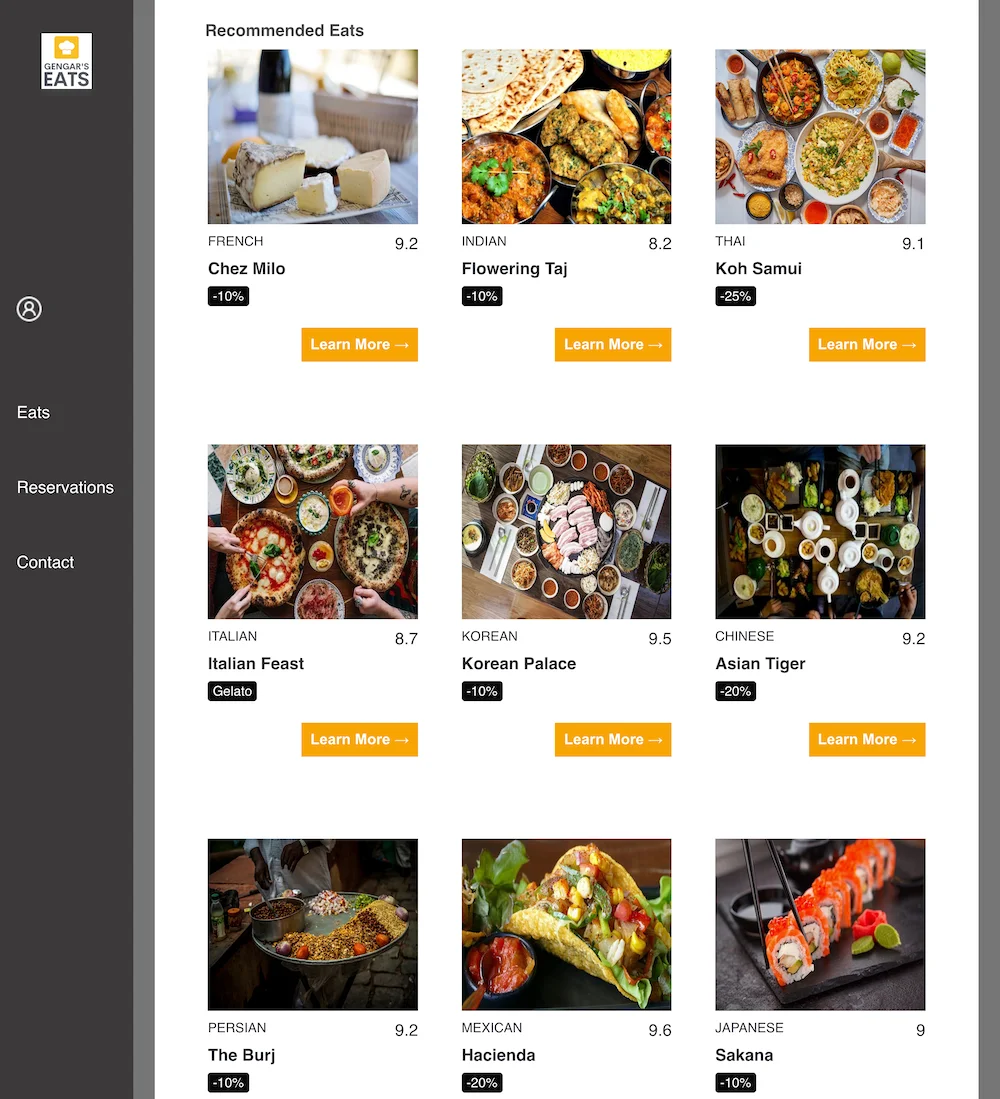 GENGAR'S
EATS
Eats
Reservations
Contact
Recommended Eats
FRENCH 9.2
Chez Milo
-10%
Learn More →
INDIAN 8.2
Flowering Taj
-10%
Learn More →
THAI 9.1
Koh Samui
-25%
Learn More →
ITALIAN 8.7
Italian Feast
Gelato
Learn More →
KOREAN 9.5
Korean Palace
-10%
Learn More →
CHINESE 9.2
Asian Tiger
-20%
Learn More →
PERSIAN 9.2
The Burj
-10%
MEXICAN 9.6
Hacienda
-20%
JAPANESE 9
Sakana
-10%